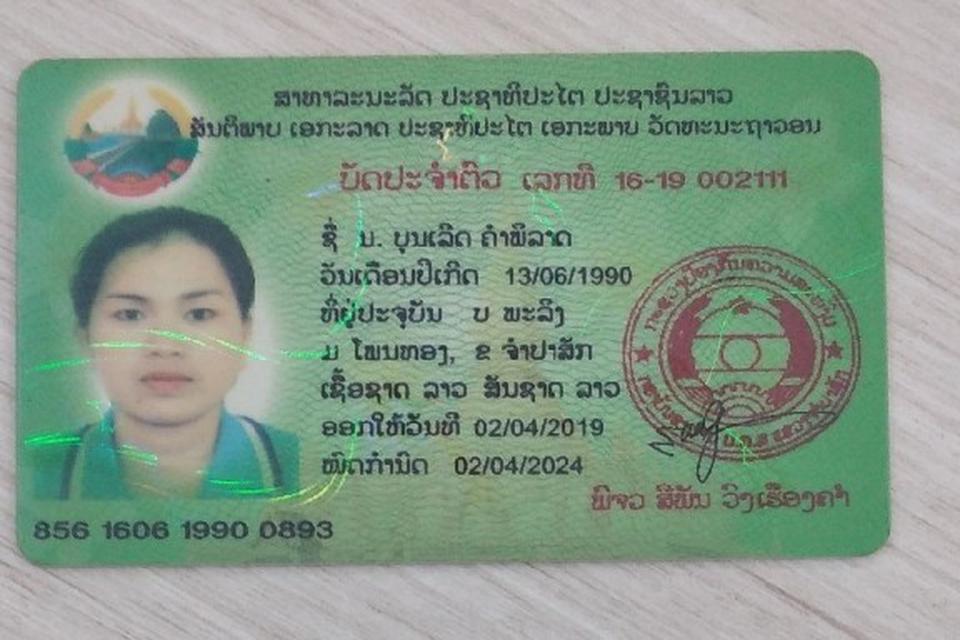 ສາທາລະນະລັດ ປະຊາທິປະໄຕ ປະຊາຊົນລາວ
ສັນຕິພາບ ເອກະລາດ ປະຊາທິປະໄຕ ເອກະພາບ ວັດທະນະຖາວອນ
ບັດປະຈຳຕົວ ເລກທີ 16-19 002111
ຊື່ ນ. ບຸນເລີດ ຄຳພິລາດ
ວັນເດືອນປີເກີດ 13/06/1990
ທີ່ຢູ່ປະຈຸບັນ ບ ພະລິງ
ມ ໂພນທອງ, ຂ ຈຳປາສັກ
ເຊື້ອຊາດ ລາວ ສັນຊາດ ລາວ
ອອກໃຫ້ວັນທີ 02/04/2019
ໝົດກຳນົດ 02/04/2024
ພົຈວ ສີພັນ ວົງເຮືອງຄຳ
856 1606 1990 0893